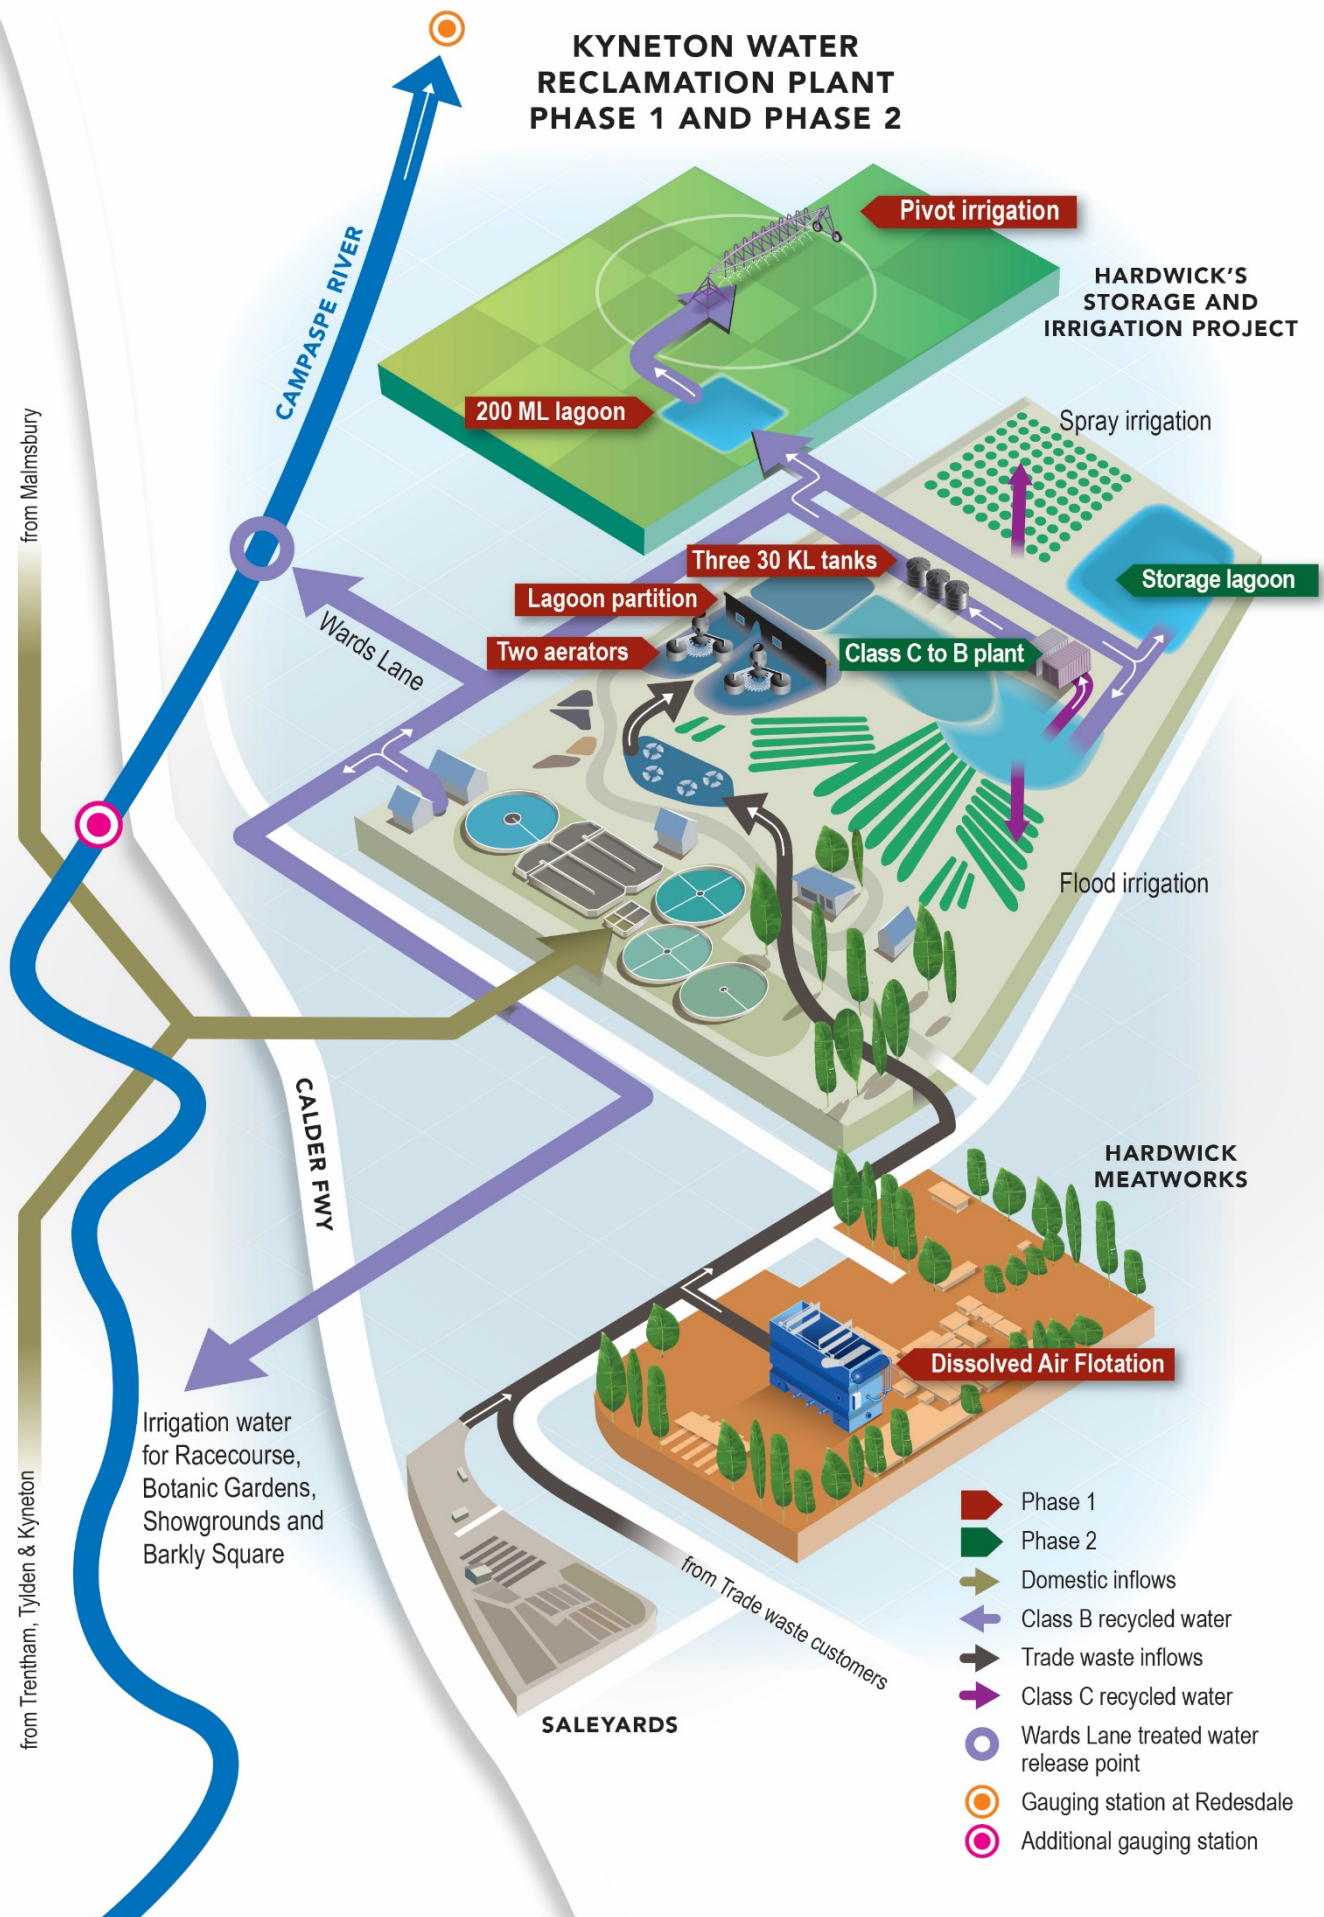 KYNETON WATER
RECLAMATION PLANT
PHASE 1 AND PHASE 2
CAMPASPE RIVER
Pivot irrigation
HARDWICK'S
STORAGE AND
IRRIGATION PROJECT
200 ML lagoon
Spray irrigation
from Malmsbury
Three 30 KL tanks
Storage lagoon
Lagoon partition
Two aerators
Class C to B plant
Wards Lane
Flood irrigation
CALDER FWY
HARDWICK
MEATWORKS
Dissolved Air Flotation
Irrigation water
for Racecourse,
Botanic Gardens,
Showgrounds and
Barkly Square
from Trentham, Tylden & Kyneton
from Trade waste customers
SALEYARDS
Phase 1
Phase 2
Domestic inflows
Class B recycled water
Trade waste inflows
Class C recycled water
Wards Lane treated water
release point
Gauging station at Redesdale
Additional gauging station